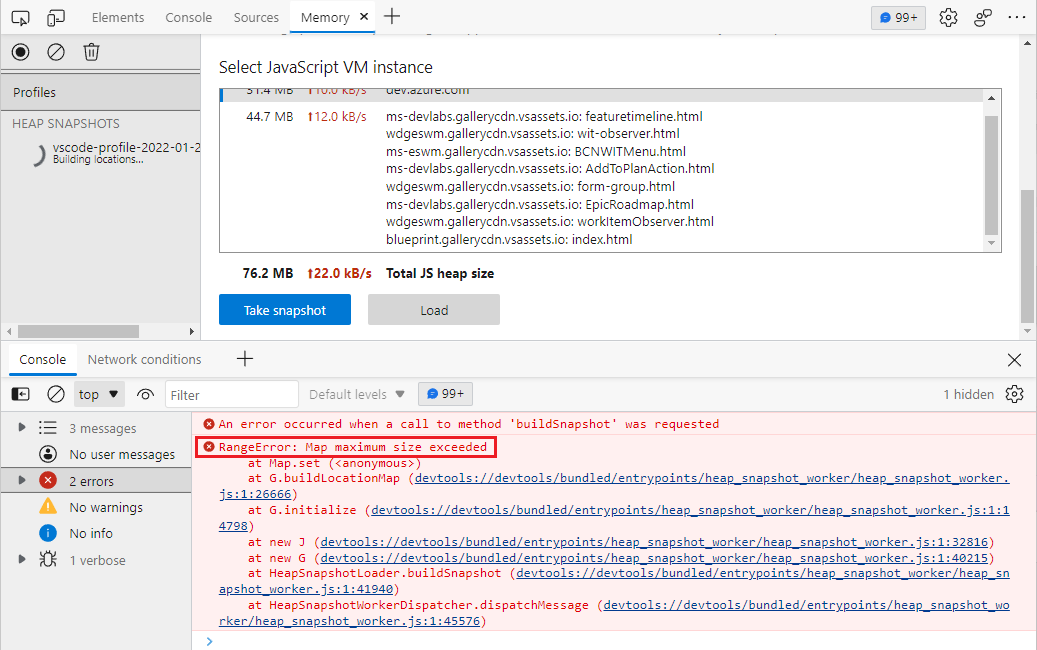 Elements Console Sources Memory 99+
Profiles
HEAP SNAPSHOTS
vscode-profile-2022-01-2
Building locations...
Select JavaScript VM instance
31.4 MB ↑10.0 kB/s dev.azure.com
44.7 MB ↑12.0 kB/s ms-devlabs.gallerycdn.vsassets.io: featuretimeline.html
wdgeswm.gallerycdn.vsassets.io: wit-observer.html
ms-eswm.gallerycdn.vsassets.io: BCNWITMenu.html
ms-devlabs.gallerycdn.vsassets.io: AddToPlanAction.html
wdgeswm.gallerycdn.vsassets.io: form-group.html
ms-devlabs.gallerycdn.vsassets.io: EpicRoadmap.html
wdgeswm.gallerycdn.vsassets.io: workItemObserver.html
blueprint.gallerycdn.vsassets.io: index.html
76.2 MB ↑22.0 kB/s Total JS heap size
Take snapshot Load
Console Network conditions
top Filter Default levels 99+ 1 hidden
3 messages
No user messages
2 errors
No warnings
No info
1 verbose
An error occurred when a call to method 'buildSnapshot' was requested
RangeError: Map maximum size exceeded
at Map.set (<anonymous>)
at G.buildLocationMap (devtools://devtools/bundled/entrypoints/heap_snapshot_worker/heap_snapshot_worker.
js:1:26666)
at G.initialize (devtools://devtools/bundled/entrypoints/heap_snapshot_worker/heap_snapshot_worker.js:1:1
4798)
at new J (devtools://devtools/bundled/entrypoints/heap_snapshot_worker/heap_snapshot_worker.js:1:32816)
at new G (devtools://devtools/bundled/entrypoints/heap_snapshot_worker/heap_snapshot_worker.js:1:40215)
at HeapSnapshotLoader.buildSnapshot (devtools://devtools/bundled/entrypoints/heap_snapshot_worker/heap_sn
apshot_worker.js:1:41940)
at HeapSnapshotWorkerDispatcher.dispatchMessage (devtools://devtools/bundled/entrypoints/heap_snapshot_wo
rker/heap_snapshot_worker.js:1:45576)